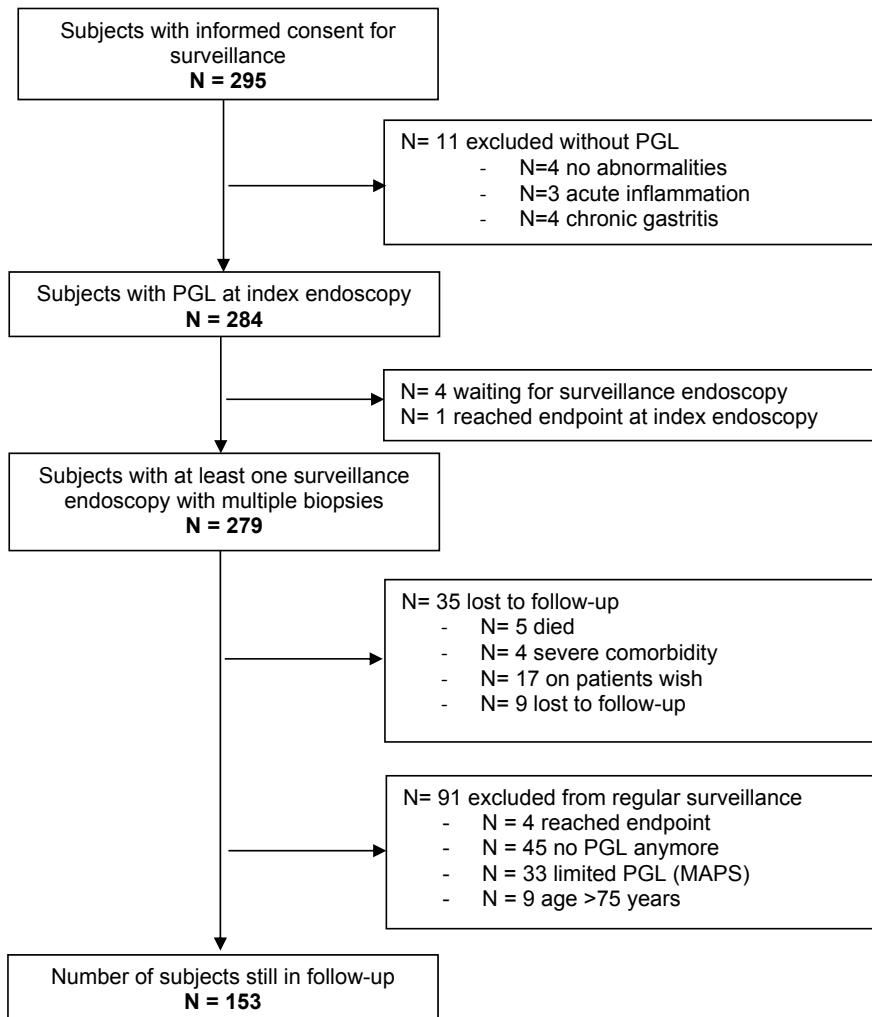 Subjects with informed consent for
surveillance
N = 295
N= 11 excluded without PGL
- N=4 no abnormalities
- N=3 acute inflammation
- N=4 chronic gastritis
Subjects with PGL at index endoscopy
N = 284
N= 4 waiting for surveillance endoscopy
N= 1 reached endpoint at index endoscopy
Subjects with at least one surveillance
endoscopy with multiple biopsies
N = 279
N= 35 lost to follow-up
- N= 5 died
- N= 4 severe comorbidity
- N= 17 on patients wish
- N= 9 lost to follow-up
N= 91 excluded from regular surveillance
- N = 4 reached endpoint
- N = 45 no PGL anymore
- N = 33 limited PGL (MAPS)
- N = 9 age >75 years
Number of subjects still in follow-up
N = 153